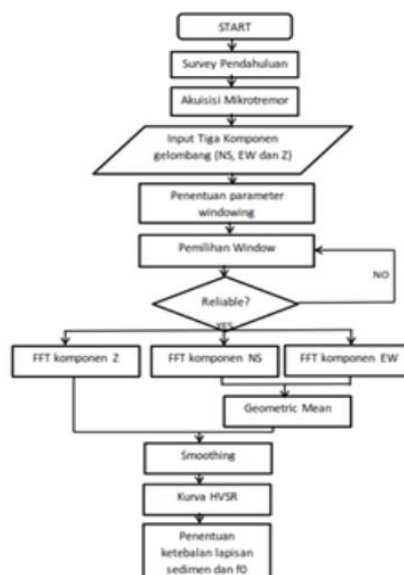 START
Survey Pendahuluan
Akuisisi Mikrotremor
Input Tiga Komponen
gelombang (NS, EW dan Z)
Penentuan parameter
windowing
Pemilihan Window
NO
Reliable?
YES
FFT komponen Z
FFT komponen NS
FFT komponen EW
Geometric Mean
Smoothing
Kurva HVSR
Penentuan
ketebalan lapisan
sedimen dan f0